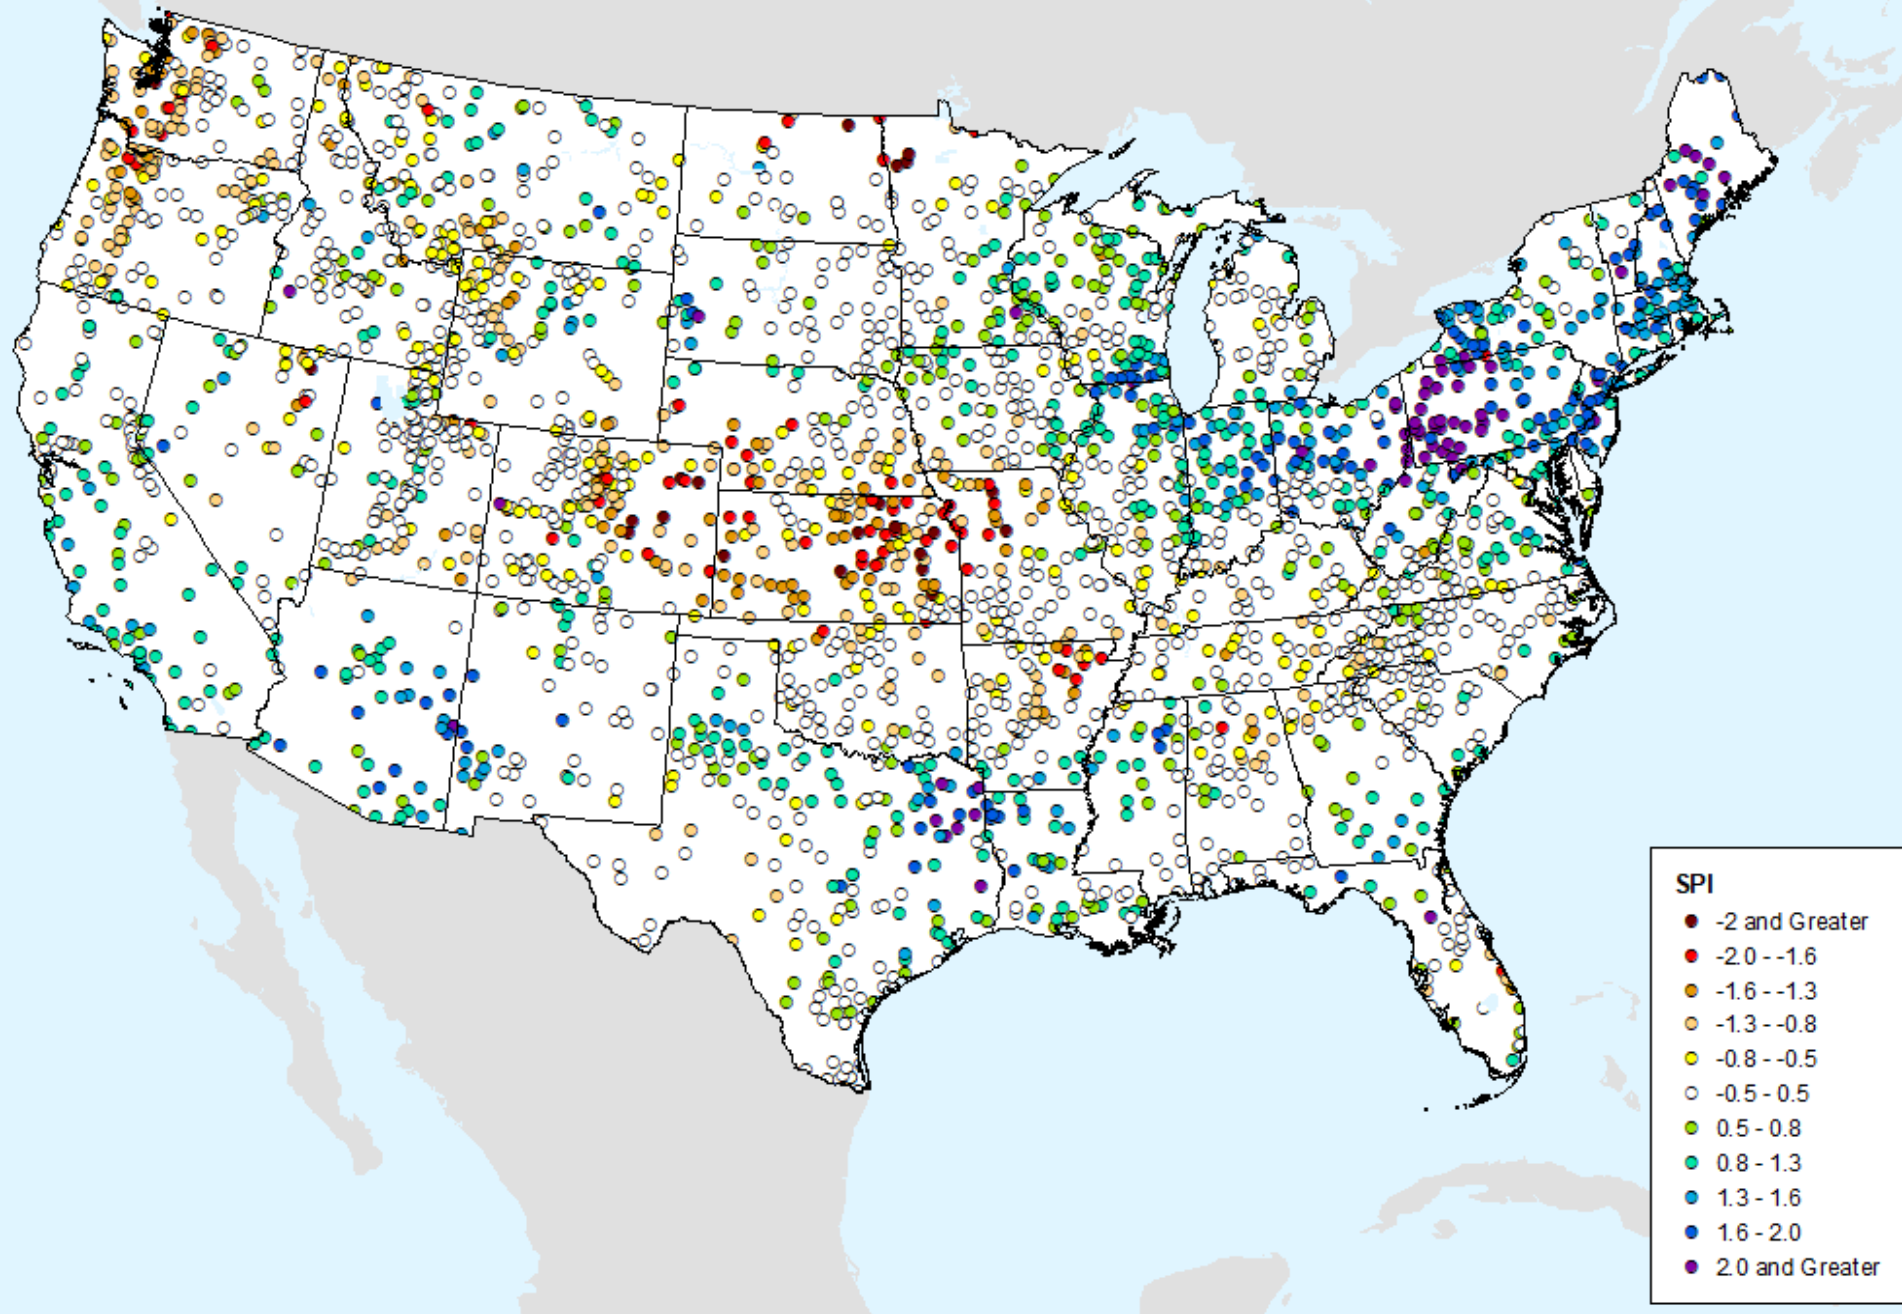 SPI
-2 and Greater
-2.0 - -1.6
-1.6 - -1.3
-1.3 - -0.8
-0.8 - -0.5
-0.5 - 0.5
0.5 - 0.8
0.8 - 1.3
1.3 - 1.6
1.6 - 2.0
2.0 and Greater